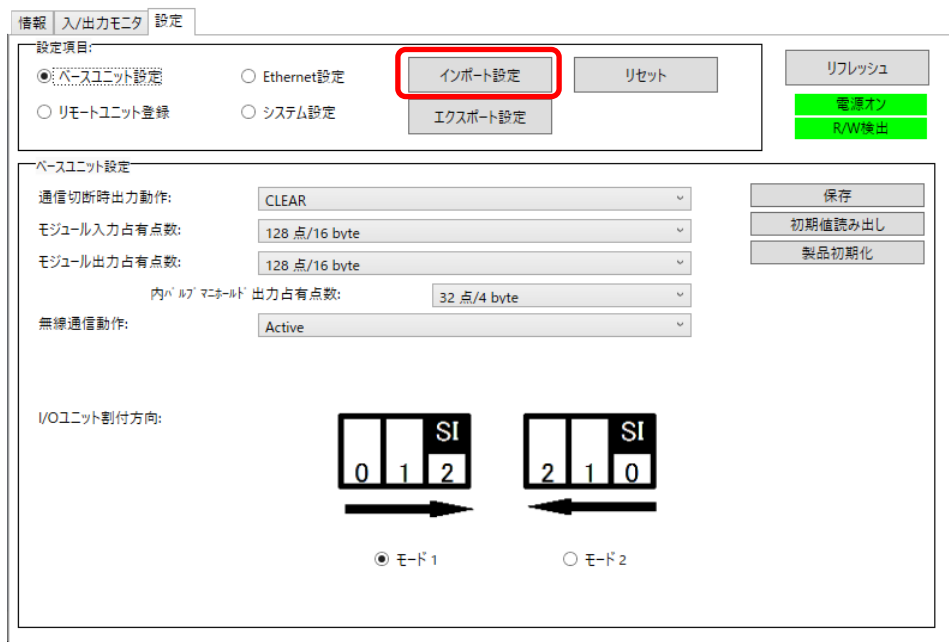 情報 入/出力モニタ 設定
設定項目:
ベースユニット設定 Ethernet設定 インポート設定 リセット リフレッシュ
リモートユニット登録 システム設定 エクスポート設定 電源オン
R/W検出
ベースユニット設定
通信切断時出力動作: CLEAR 保存
モジュール入力占有点数: 128 点/16 byte 初期値読み出し
モジュール出力占有点数: 128 点/16 byte 製品初期化
内バルブマニホールド出力占有点数: 32 点/4 byte
無線通信動作: Active
I/Oユニット割付方向:
SI SI
0 1 2 2 1 0
モード 1 モード 2